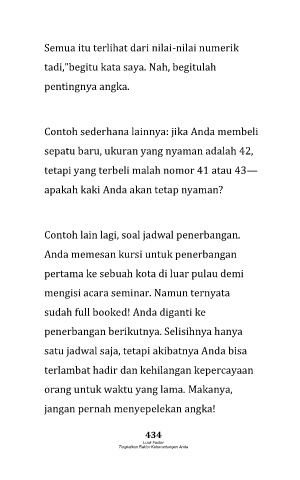 Semua itu terlihat dari nilai-nilai numerik
tadi,"begitu kata saya. Nah, begitulah
pentingnya angka.
Contoh sederhana lainnya: jika Anda membeli
sepatu baru, ukuran yang nyaman adalah 42,
tetapi yang terbeli malah nomor 41 atau 43—
apakah kaki Anda akan tetap nyaman?
Contoh lain lagi, soal jadwal penerbangan.
Anda memesan kursi untuk penerbangan
pertama ke sebuah kota di luar pulau demi
mengisi acara seminar. Namun ternyata
sudah full booked! Anda diganti ke
penerbangan berikutnya. Selisihnya hanya
satu jadwal saja, tetapi akibatnya Anda bisa
terlambat hadir dan kehilangan kepercayaan
orang untuk waktu yang lama. Makanya,
jangan pernah menyepelekan angka!
434
Luck Factor
Tingkatkan Faktor Keberuntungan Anda